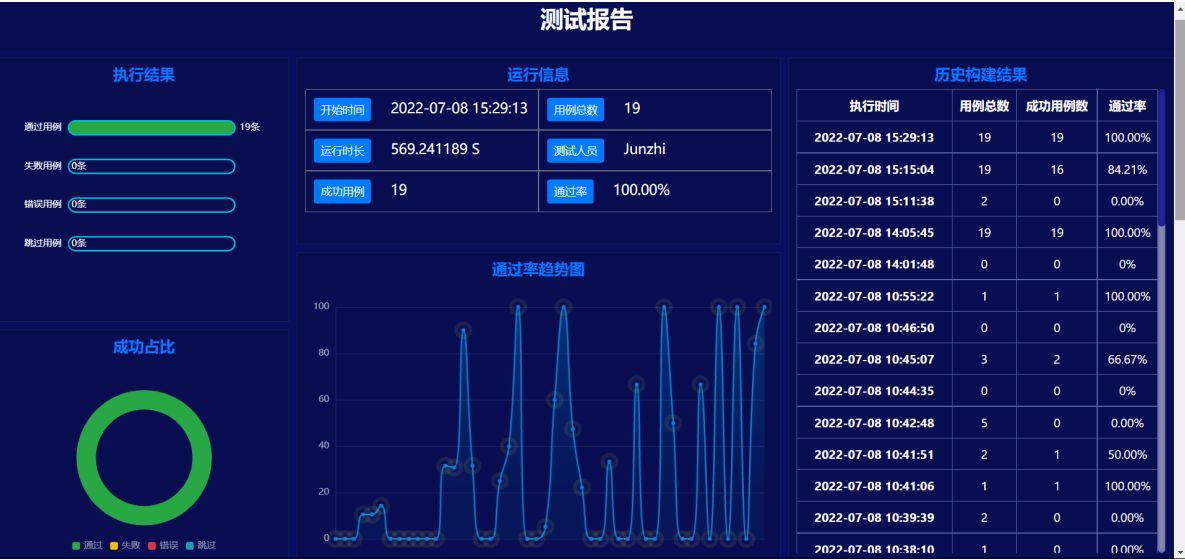 测试报告
执行结果
通过用例 19条
失败用例 0条
错误用例 0条
跳过用例 0条
成功占比
通过 失败 错误 跳过
运行信息
开始时间 2022-07-08 15:29:13 用例总数 19
运行时长 569.241189 S 测试人员 Junzhi
成功用例 19 通过率 100.00%
通过率趋势图
100
80
60
40
20
0
历史构建结果
执行时间 用例总数 成功用例数 通过率
2022-07-08 15:29:13 19 19 100.00%
2022-07-08 15:15:04 19 16 84.21%
2022-07-08 15:11:38 2 0 0.00%
2022-07-08 14:05:45 19 19 100.00%
2022-07-08 14:01:48 0 0 0%
2022-07-08 10:55:22 1 1 100.00%
2022-07-08 10:46:50 0 0 0%
2022-07-08 10:45:07 3 2 66.67%
2022-07-08 10:44:35 0 0 0%
2022-07-08 10:42:48 5 0 0.00%
2022-07-08 10:41:51 2 1 50.00%
2022-07-08 10:41:06 1 1 100.00%
2022-07-08 10:39:39 2 0 0.00%
2022-07-08 10:38:10 1 0 0.00%